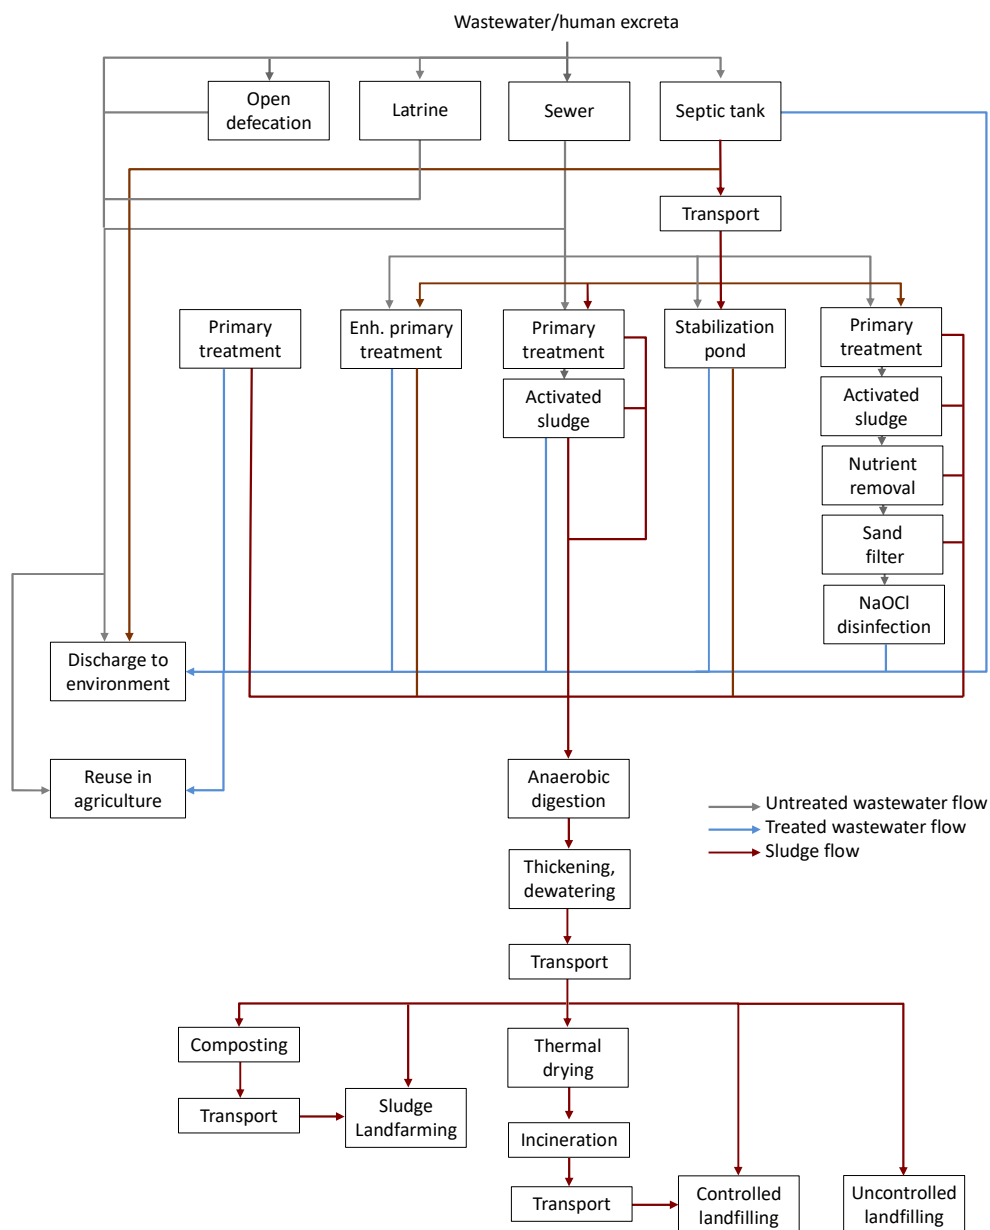 Wastewater/human excreta
Open
defecation
Latrine
Sewer
Septic tank
Transport
Primary
treatment
Enh. primary
treatment
Primary
treatment
Stabilization
pond
Primary
treatment
Activated
sludge
Activated
sludge
Nutrient
removal
Sand
filter
NaOCl
disinfection
Discharge to
environment
Reuse in
agriculture
Anaerobic
digestion
Untreated wastewater flow
Treated wastewater flow
Sludge flow
Thickening,
dewatering
Transport
Composting
Thermal
drying
Transport
Sludge
Landfarming
Incineration
Transport
Controlled
landfilling
Uncontrolled
landfilling